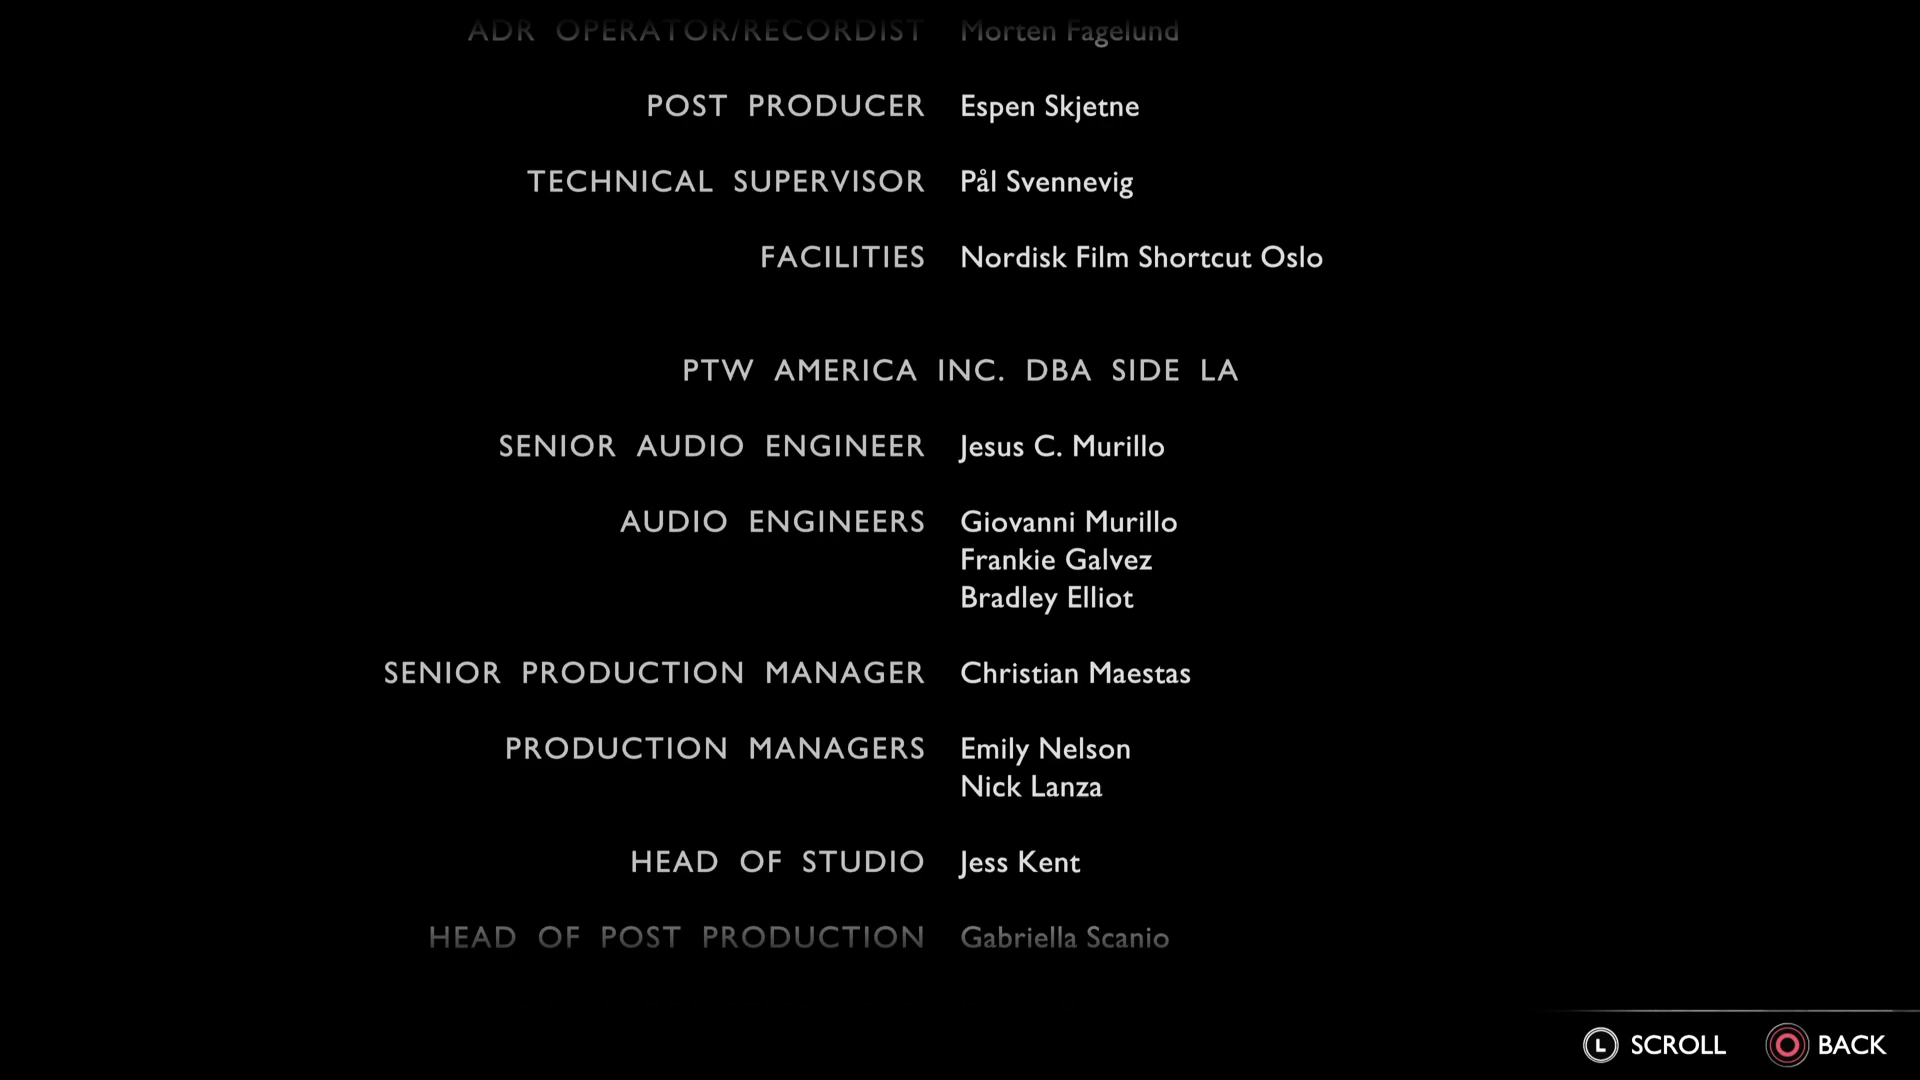 ADR OPERATOR/RECORDIST Morten Fagelund
POST PRODUCER Espen Skjetne
TECHNICAL SUPERVISOR Pål Svennevig
FACILITIES Nordisk Film Shortcut Oslo
PTW AMERICA INC. DBA SIDE LA
SENIOR AUDIO ENGINEER Jesus C. Murillo
AUDIO ENGINEERS Giovanni Murillo
Frankie Galvez
Bradley Elliot
SENIOR PRODUCTION MANAGER Christian Maestas
PRODUCTION MANAGERS Emily Nelson
Nick Lanza
HEAD OF STUDIO Jess Kent
HEAD OF POST PRODUCTION Gabriella Scanio
L SCROLL BACK